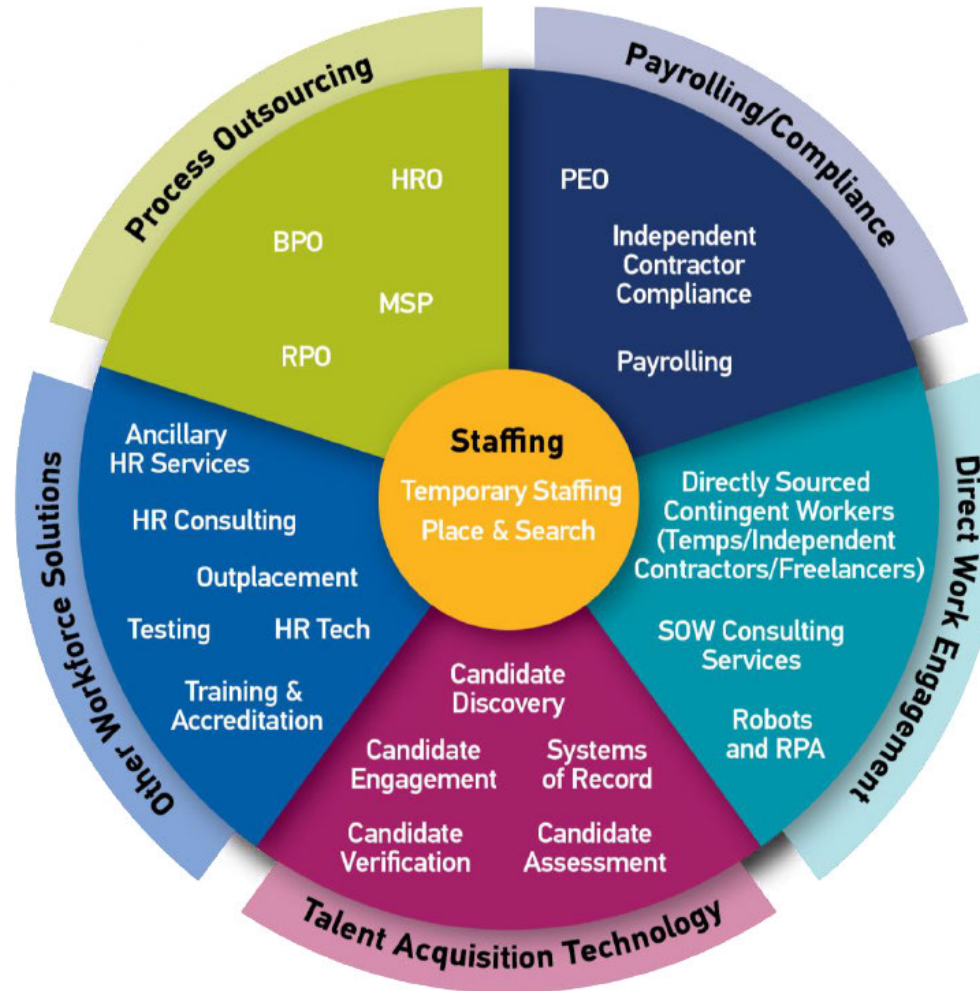 Process Outsourcing
HRO
BPO
MSP
RPO
Payrolling/Compliance
PEO
Independent
Contractor
Compliance
Payrolling
Direct Work Engagement
Directly Sourced
Contingent Workers
(Temps/Independent
Contractors/Freelancers)
SOW Consulting
Services
Robots
and RPA
Talent Acquisition Technology
Candidate
Discovery
Candidate
Engagement
Systems
of Record
Candidate
Verification
Candidate
Assessment
Other Workforce Solutions
Ancillary
HR Services
HR Consulting
Outplacement
Testing
HR Tech
Training &
Accreditation
Staffing
Temporary Staffing
Place & Search